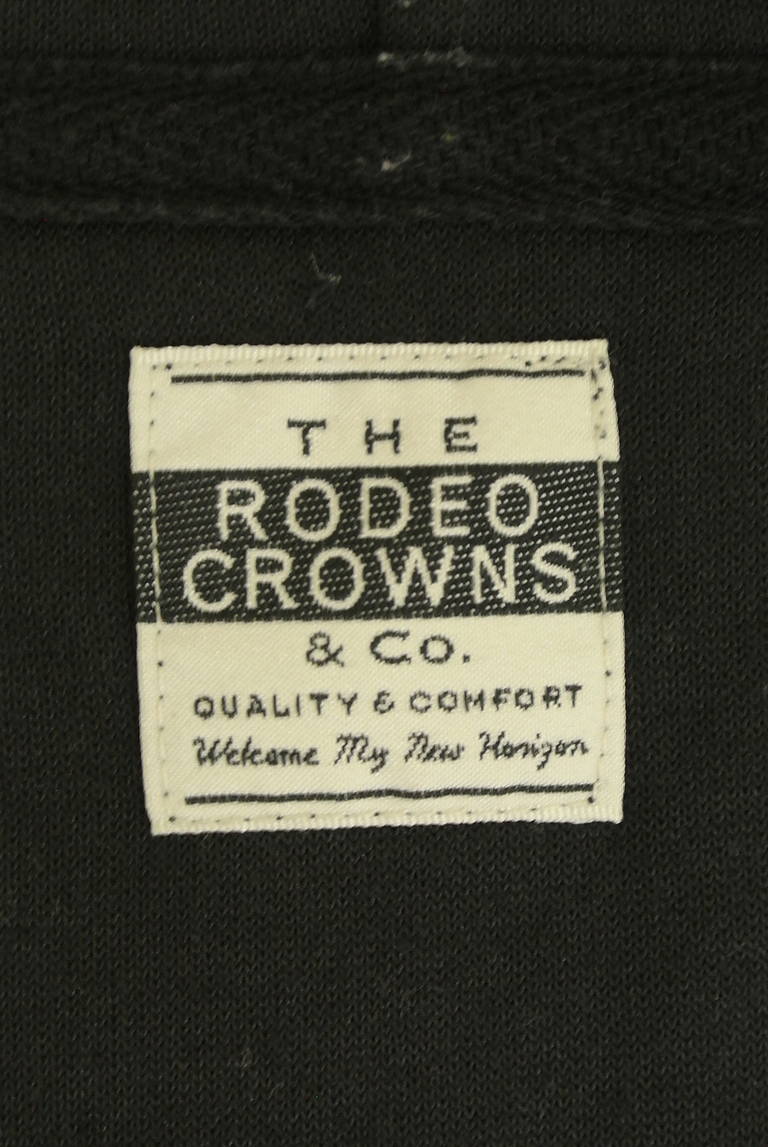 THE
RODEO
CROWNS
& Co.
QUALITY & COMFORT
Welcome My New Horizon